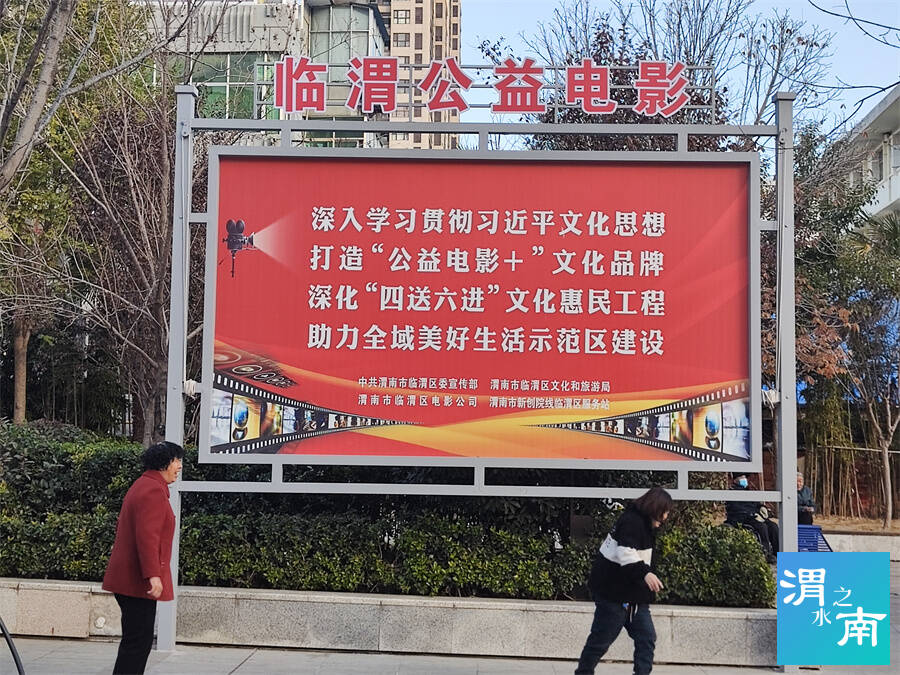 临渭公益电影
深入学习贯彻习近平文化思想
打造“公益电影+”文化品牌
深化“四送六进”文化惠民工程
助力全域美好生活示范区建设
中共渭南市临渭区委宣传部 渭南市临渭区文化和旅游局
渭南市临渭区电影公司 渭南市新创院线临渭区服务站
渭水之南